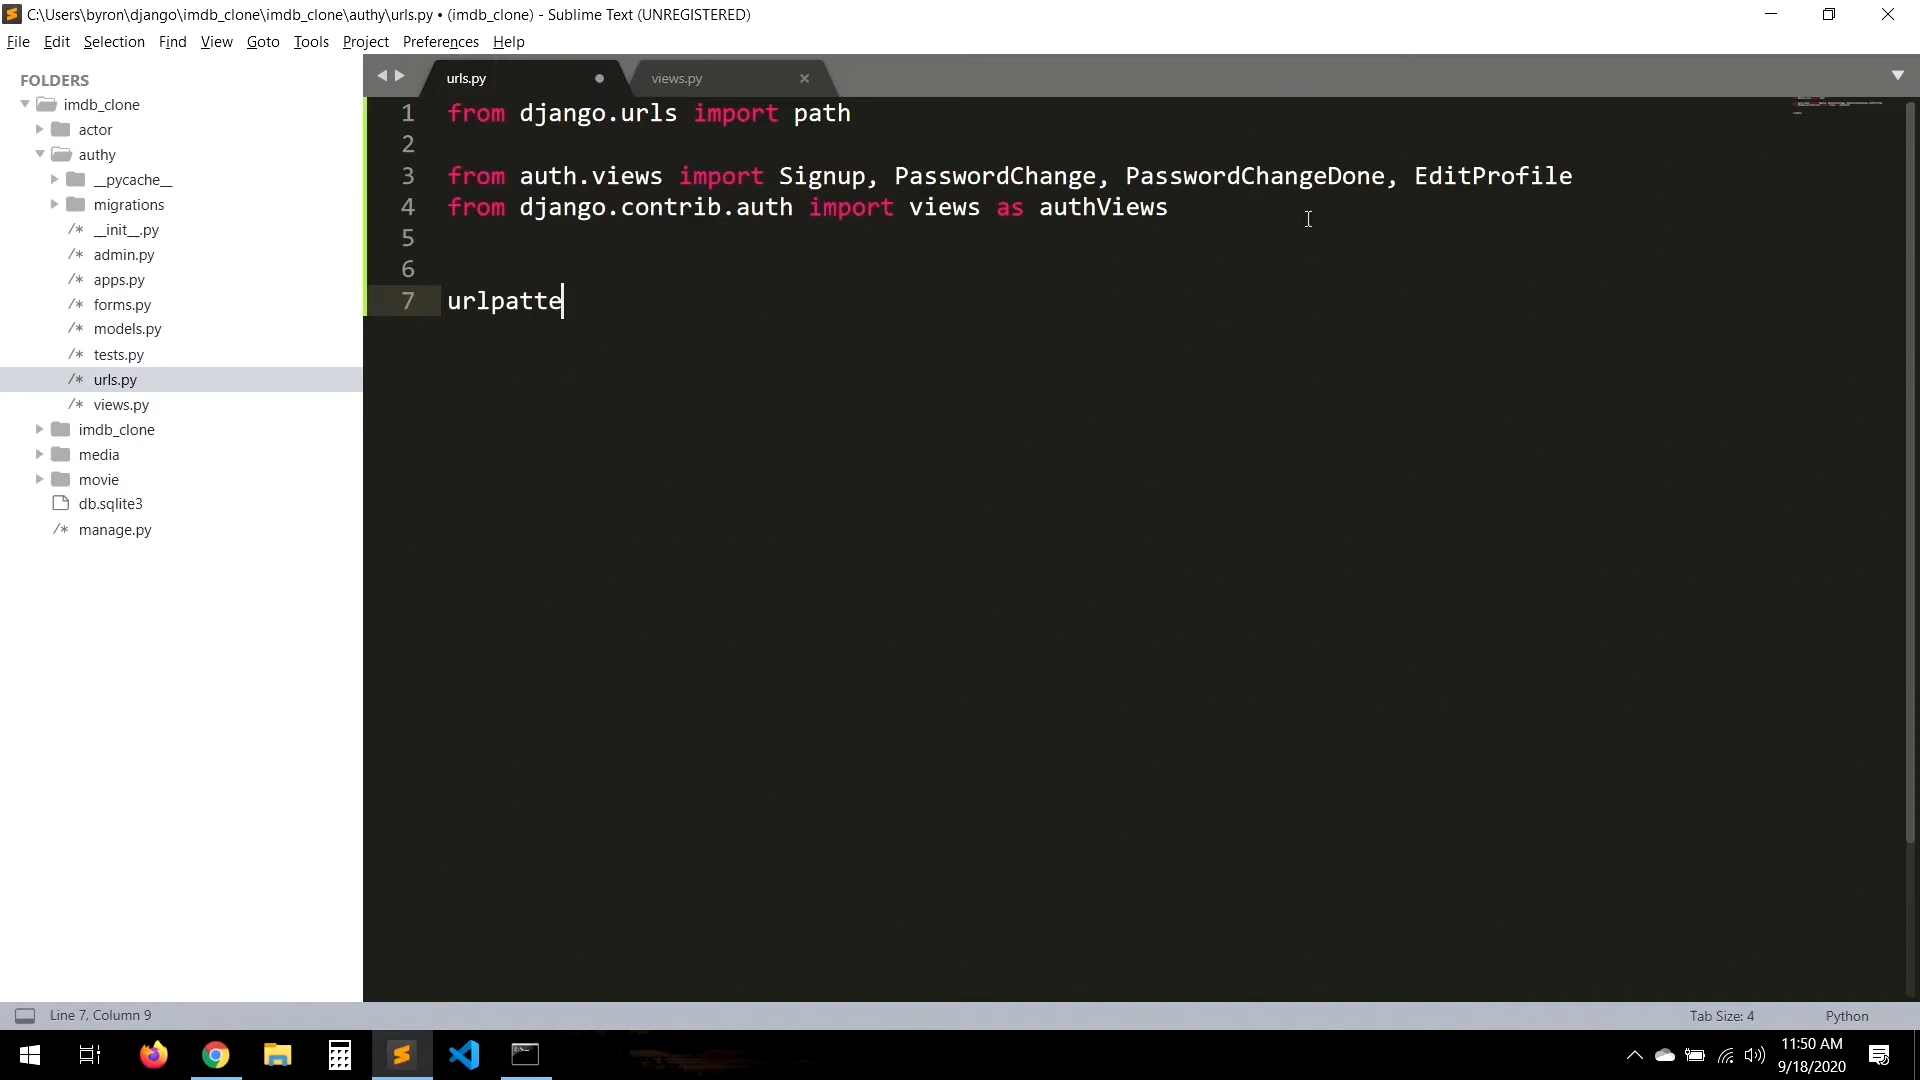 C:\Users\byron\django\imdb_clone\imdb_clone\authy\urls.py • (imdb_clone) - Sublime Text (UNREGISTERED)
File Edit Selection Find View Goto Tools Project Preferences Help
FOLDERS
imdb_clone
actor
authy
__pycache__
migrations
/* __init__.py
/* admin.py
/* apps.py
/* forms.py
/* models.py
/* tests.py
/* urls.py
/* views.py
imdb_clone
media
movie
db.sqlite3
/* manage.py
urls.py views.py
1 from django.urls import path
2
3 from auth.views import Signup, PasswordChange, PasswordChangeDone, EditProfile
4 from django.contrib.auth import views as authViews
5
6
7 urlpatte
Line 7, Column 9 Tab Size: 4 Python
11:50 AM
9/18/2020